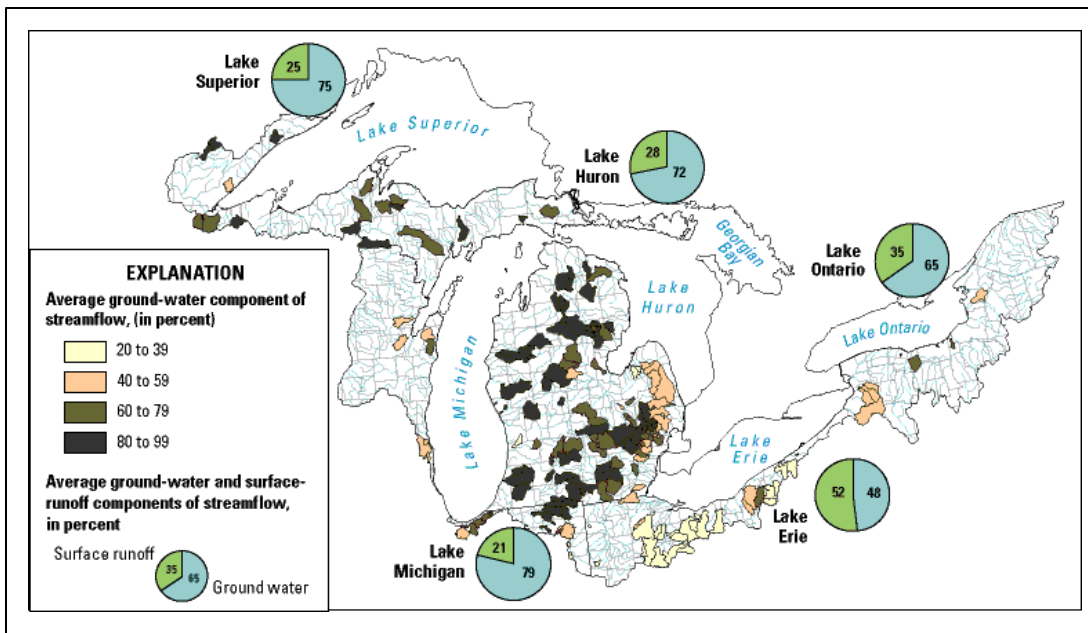 Lake
Superior
25
75
Lake Superior
Lake
Huron
28
72
Georgian
Bay
Lake
Ontario
35
65
Lake
Huron
Lake Ontario
Lake Michigan
Lake
Erie
52
48
Lake
Erie
Lake
Michigan
21
79
EXPLANATION
Average ground-water component of
streamflow, (in percent)
20 to 39
40 to 59
60 to 79
80 to 99
Average ground-water and surface-
runoff components of streamflow,
in percent
Surface runoff
35
65
Ground water